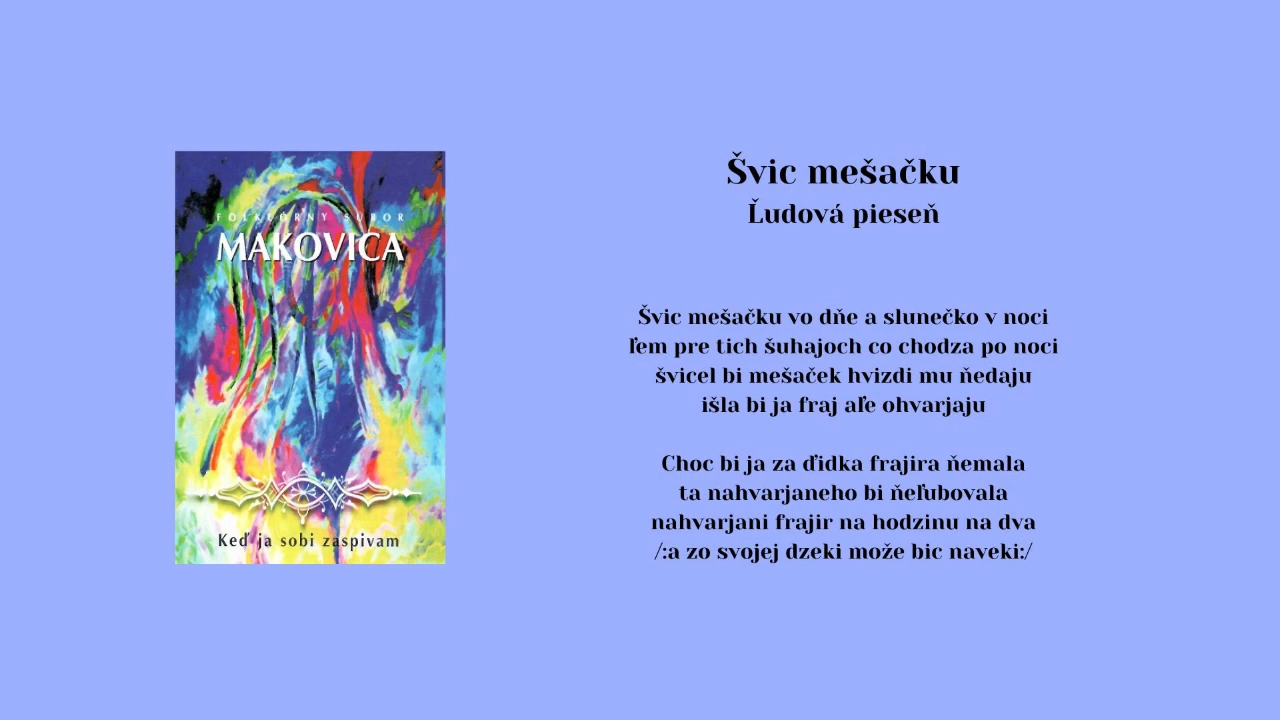 FOLKLÓRNY SÚBOR
MAKOVICA
Keď ja sobi zaspivam
Švic mešačku
Ľudová pieseň
Švic mešačku vo dňe a slunečko v noci
ľem pre tich šuhajoch co chodza po noci
švicel bi mešaček hvizdi mu ňedaju
išla bi ja fraj aľe ohvarjaju
Choc bi ja za ďidka frajira ňemala
ta nahvarjaneho bi ňeľubovala
nahvarjani frajir na hodzinu na dva
/:a zo svojej dzeki može bic naveki:/